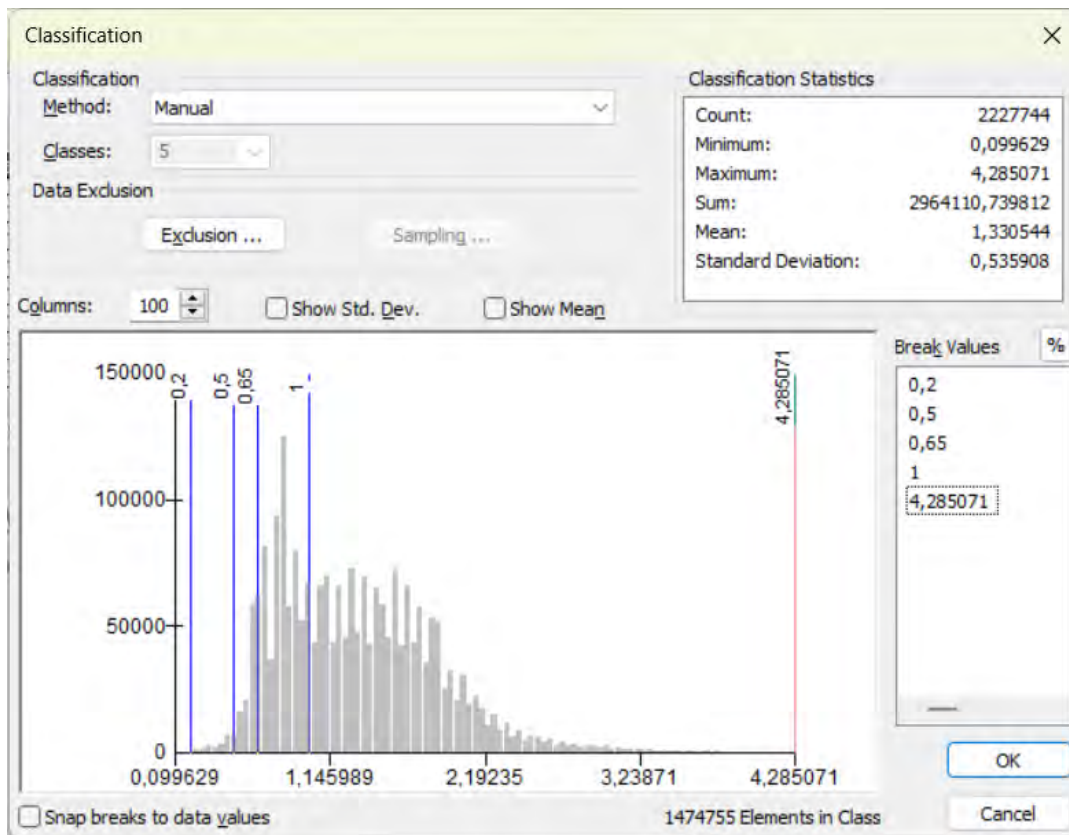 Classification
Classification
Method: Manual
Classes: 5
Data Exclusion
Exclusion ... Sampling ...
Classification Statistics
Count: 2227744
Minimum: 0,099629
Maximum: 4,285071
Sum: 2964110,739812
Mean: 1,330544
Standard Deviation: 0,535908
Columns: 100 Show Std. Dev. Show Mean
0,2 0,5 0,65 1 4,285071
150000
100000
50000
0
0,099629 1,145989 2,19235 3,23871 4,285071
Break Values %
0,2
0,5
0,65
1
4,285071
Snap breaks to data values 1474755 Elements in Class
OK
Cancel